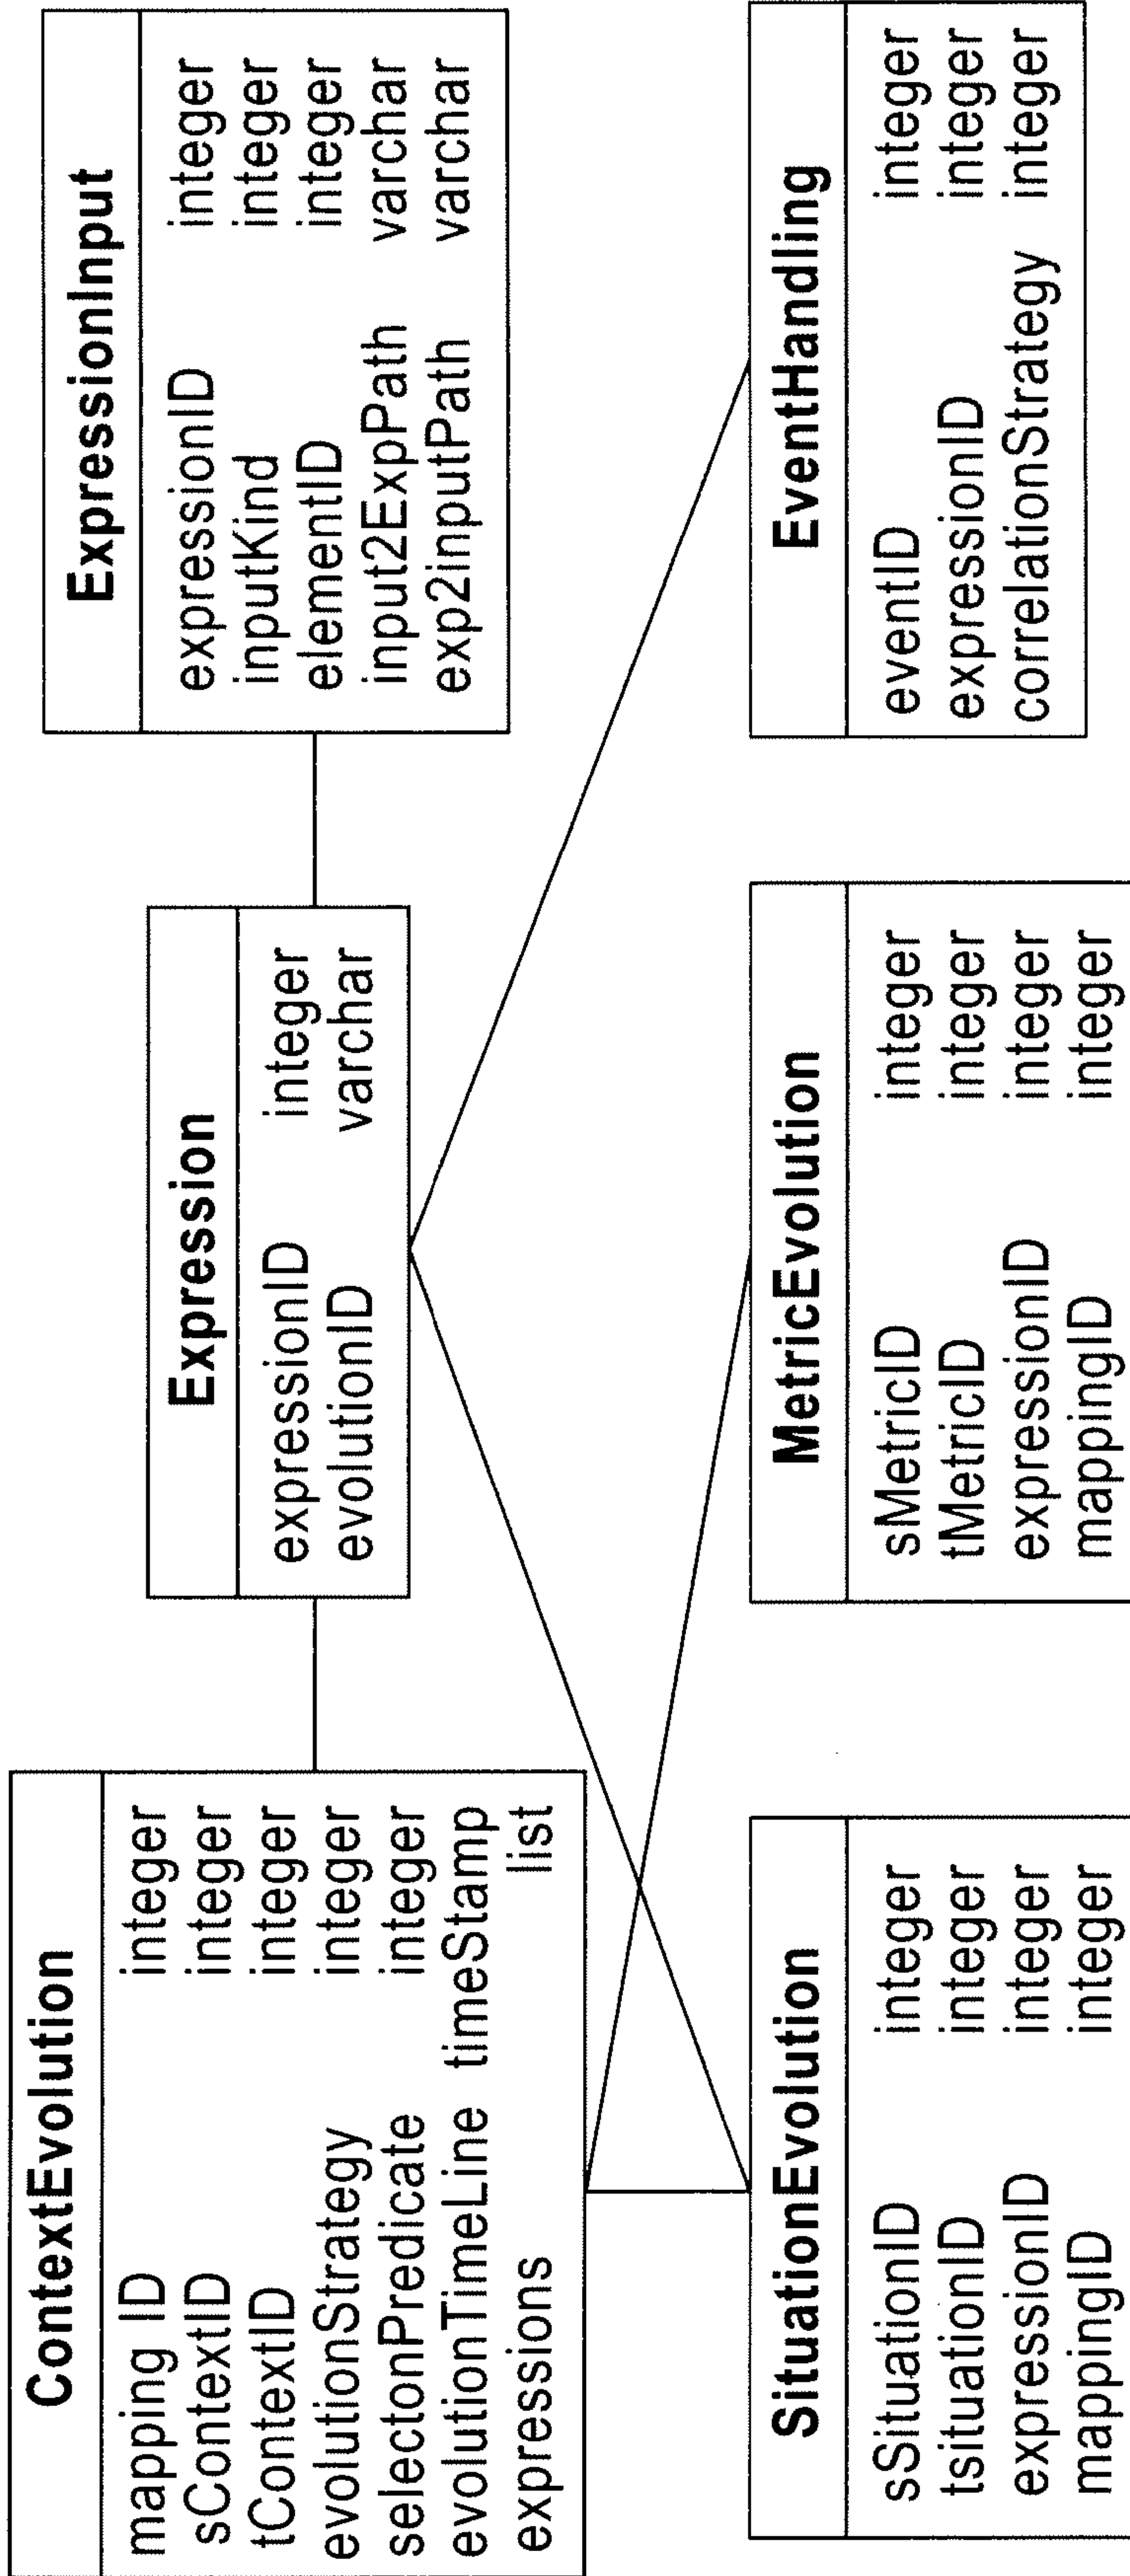 ContextEvolution
mapping ID integer
sContextID integer
tContextID integer
evolutionStrategy integer
selectonPredicate integer
evolutionTimeLine timeStamp
expressions list
Expression
expressionID integer
evolutionID varchar
ExpressionInput
expressionID integer
inputKind integer
elementID integer
input2ExpPath varchar
exp2inputPath varchar
SituationEvolution
sSituationID integer
tsituationID integer
expressionID integer
mappingID integer
MetricEvolution
sMetricID integer
tMetricID integer
expressionID integer
mappingID integer
EventHandling
eventID integer
expressionID integer
correlationStrategy integer